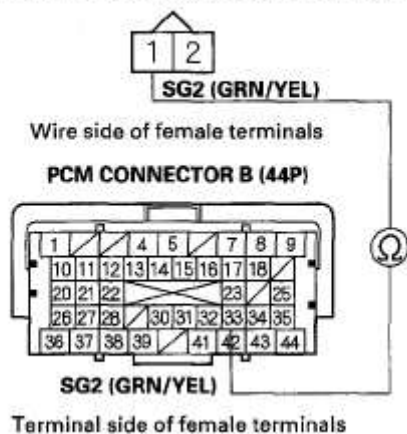 1 2
SG2 (GRN/YEL)
Wire side of female terminals
PCM CONNECTOR B (44P)
Ω
1 4 5 7 8 9
10 11 12 13 14 15 16 17 18
20 21 22 23 25
26 27 28 30 31 32 33 34 35
36 37 38 39 41 42 43 44
SG2 (GRN/YEL)
Terminal side of female terminals